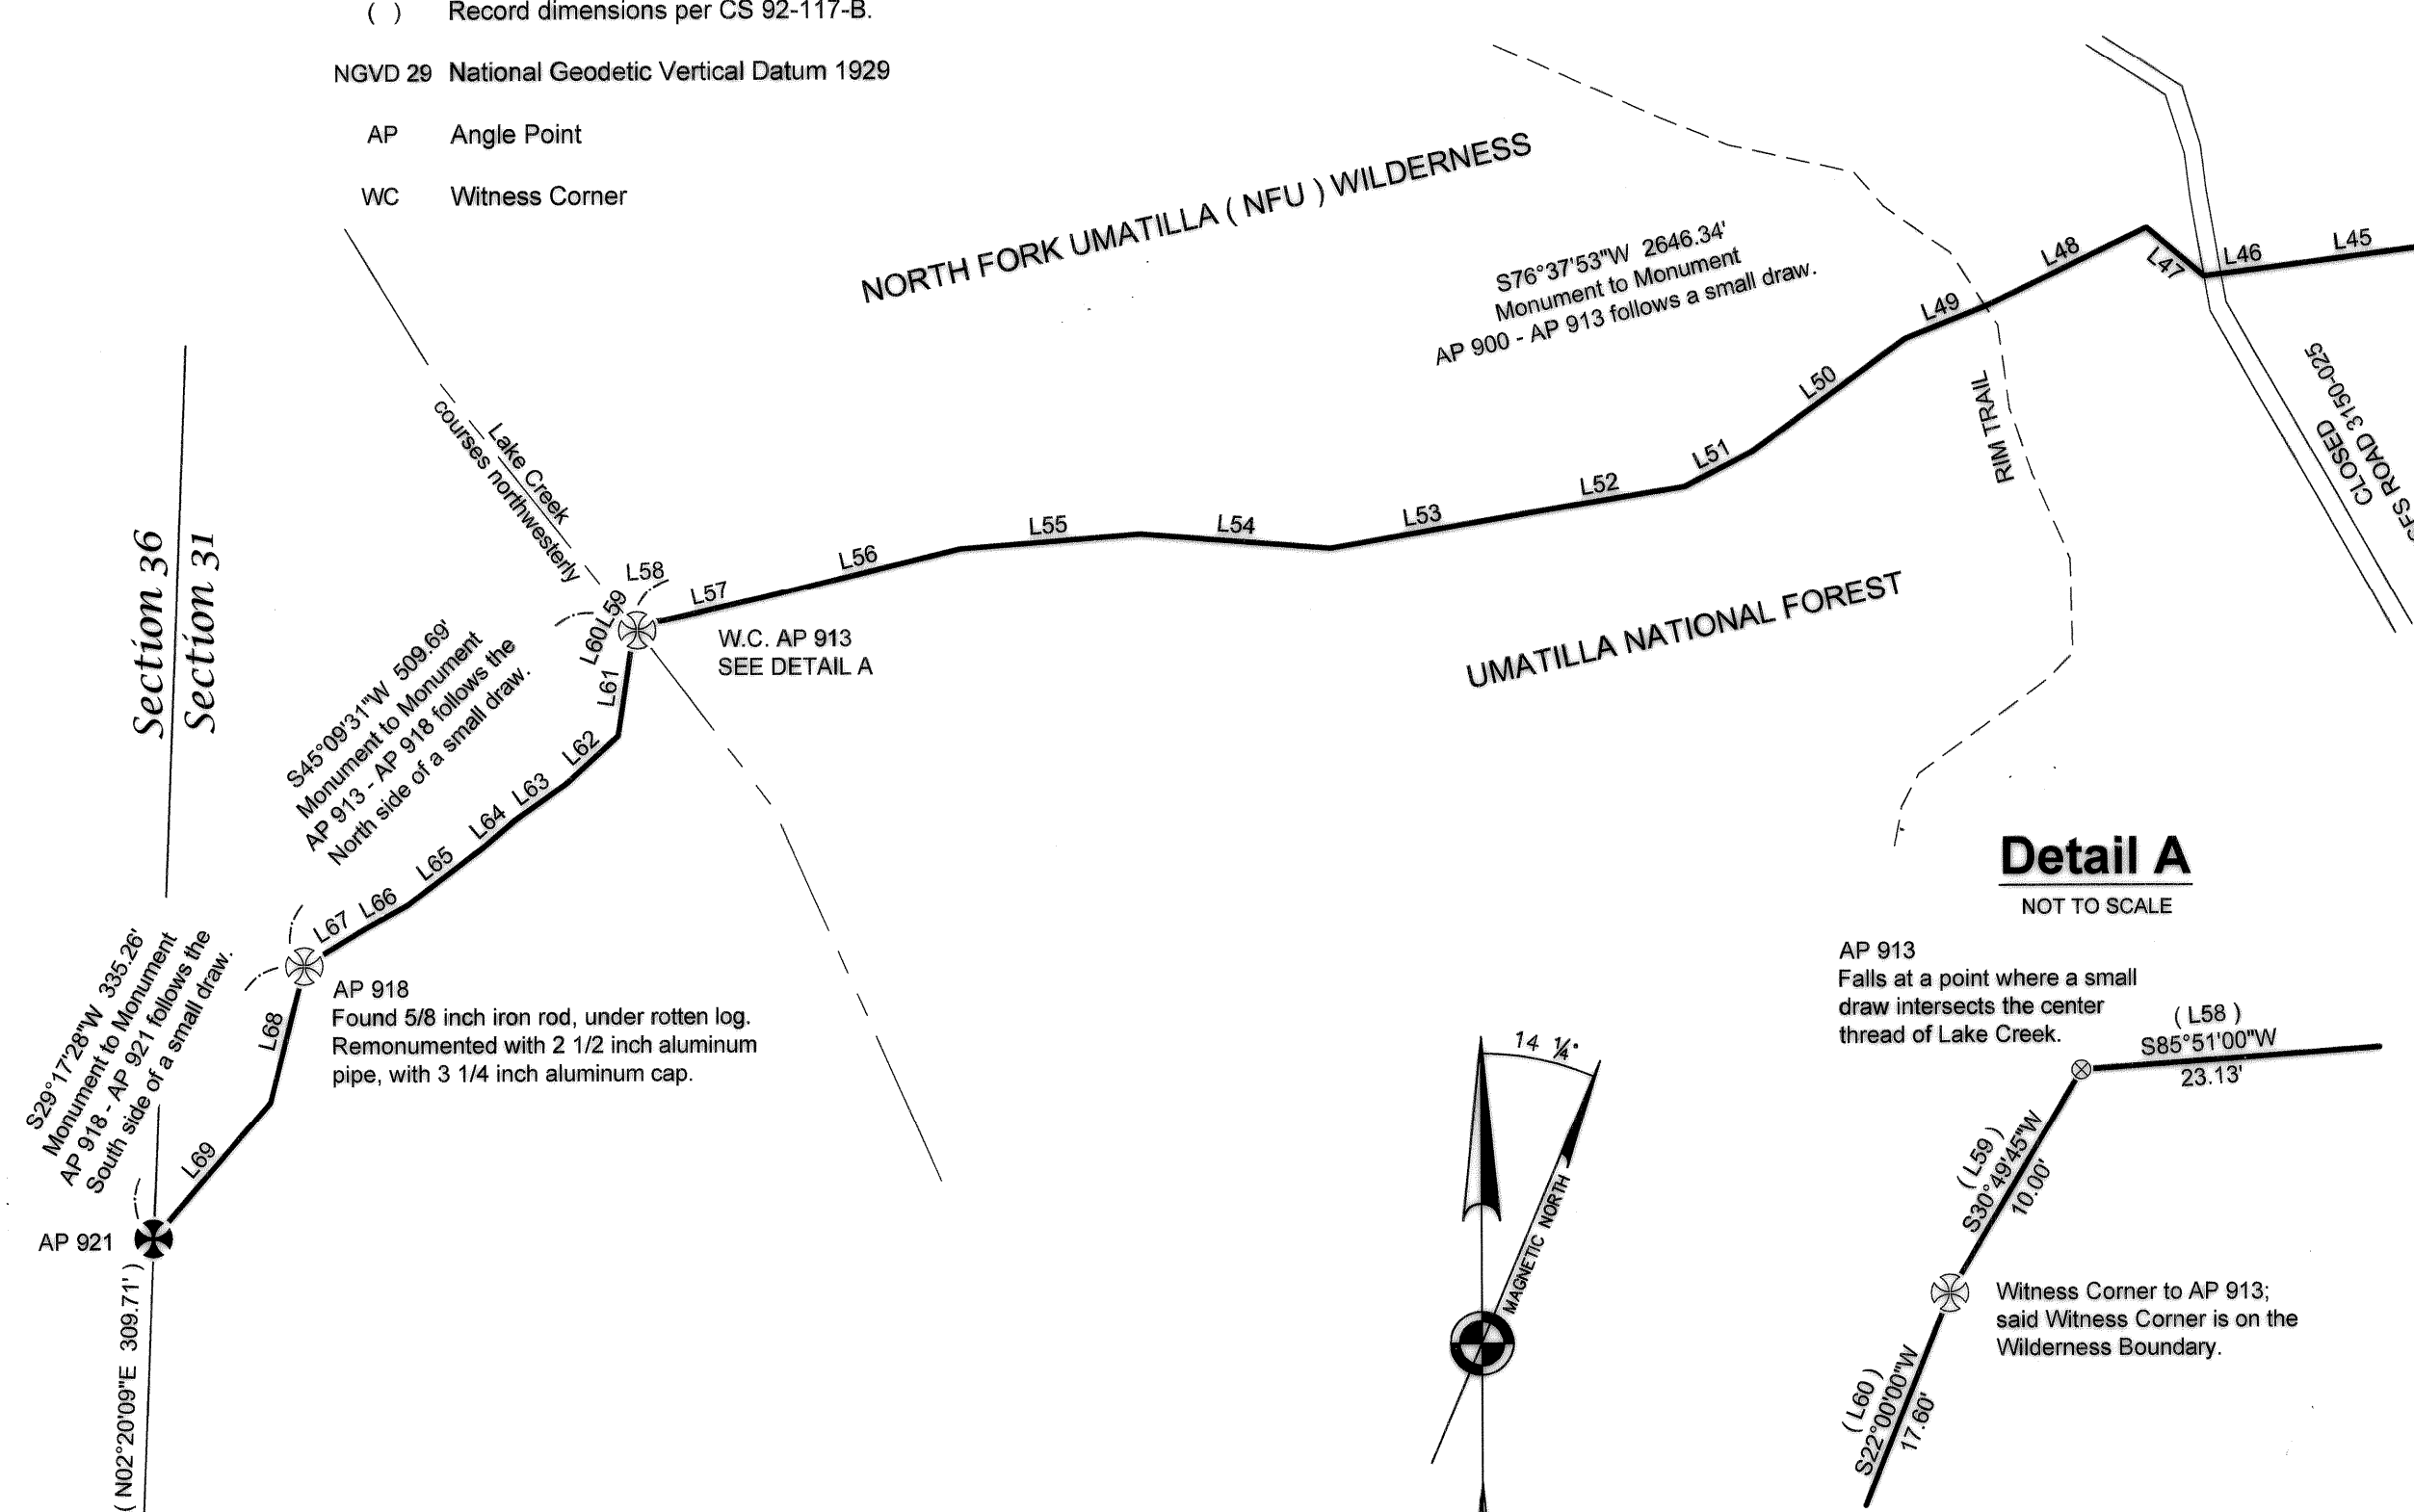 ( ) Record dimensions per CS 92-117-B.
NGVD 29 National Geodetic Vertical Datum 1929
AP Angle Point
WC Witness Corner
NORTH FORK UMATILLA ( NFU ) WILDERNESS
S76°37'53"W 2646.34'
Monument to Monument
AP 900 - AP 913 follows a small draw.
L45
L46
L47
L48
L49
L50
L51
L52
L53
L54
L55
L56
L57
L58
L59
L60
L61
L62
L63
L64
L65
L66
L67
L68
L69
RIM TRAIL
CLOSED
ROAD 3150-025
Lake Creek
courses northwesterly
Section 36
Section 31
W.C. AP 913
SEE DETAIL A
UMATILLA NATIONAL FOREST
S45°09'31"W 509.69'
Monument to Monument
AP 913 - AP 918 follows the
North side of a small draw.
S29°17'28"W 335.26'
Monument to Monument
AP 918 - AP 921 follows the
South side of a small draw.
AP 918
Found 5/8 inch iron rod, under rotten log.
Remonumented with 2 1/2 inch aluminum
pipe, with 3 1/4 inch aluminum cap.
AP 921
( N02°20'09"E 309.71' )
14 ¼°
MAGNETIC NORTH
Detail A
NOT TO SCALE
AP 913
Falls at a point where a small
draw intersects the center
thread of Lake Creek.
( L58 )
S85°51'00"W
23.13'
( L59 )
S30°49'45"W
10.00'
Witness Corner to AP 913;
said Witness Corner is on the
Wilderness Boundary.
( L60 )
S22°00'00"W
17.60'